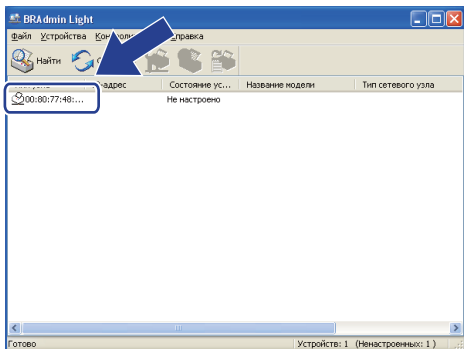 BRAdmin Light
Файл Устройства правка
Найти
адрес Состояние ус... Название модели Тип сетевого узла
00:80:77:48:... Не настроено
Готово Устройств: 1 (Ненастроенных: 1 )